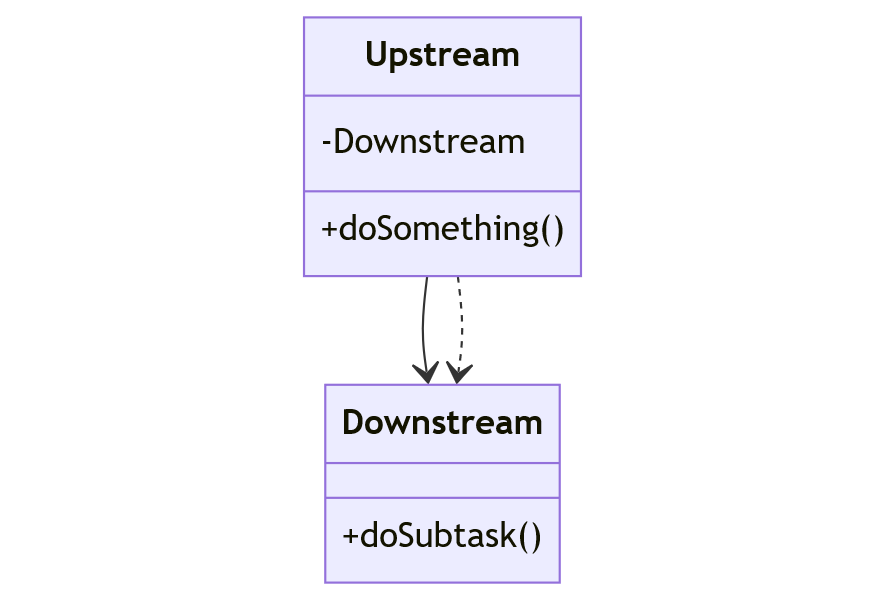 Upstream
-Downstream
+doSomething()
Downstream
+doSubtask()